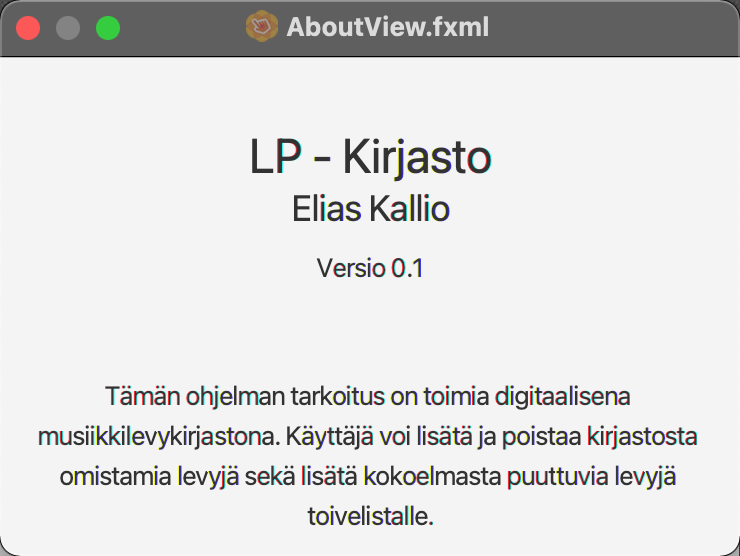 AboutView.fxml
LP - Kirjasto
Elias Kallio
Versio 0.1
Tämän ohjelman tarkoitus on toimia digitaalisena
musiikkilevykirjastona. Käyttäjä voi lisätä ja poistaa kirjastosta
omistamia levyjä sekä lisätä kokoelmasta puuttuvia levyjä
toivelistalle.